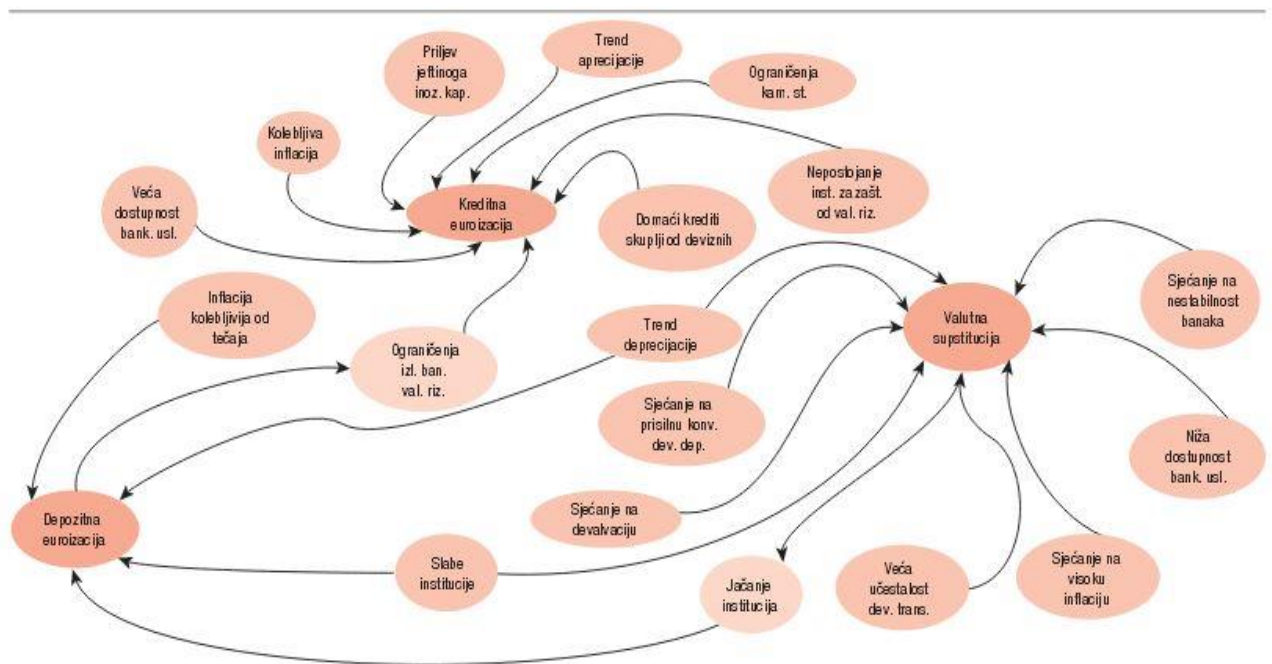 Priljev
jeftinoga
inoz. kap.
Trend
aprecijacije
Ograničenja
kam. st.
Kolebljiva
inflacija
Veća
dostupnost
bank. usl.
Kreditna
euroizacija
Domaći krediti
skuplji od deviznih
Nepostojanje
inst. za zašt.
od val. riz.
Inflacija
kolebljivija od
tečaja
Ograničenja
izl. ban.
val. riz.
Trend
deprecijacije
Valutna
supstitucija
Sjećanje na
nestabilnost
banaka
Sjećanje na
prisilnu konv.
dev. dep.
Niža
dostupnost
bank. usl.
Depozitna
euroizacija
Sjećanje na
devalvaciju
Slabe
institucije
Jačanje
institucija
Veća
učestalost
dev. trans.
Sjećanje na
visoku
inflaciju